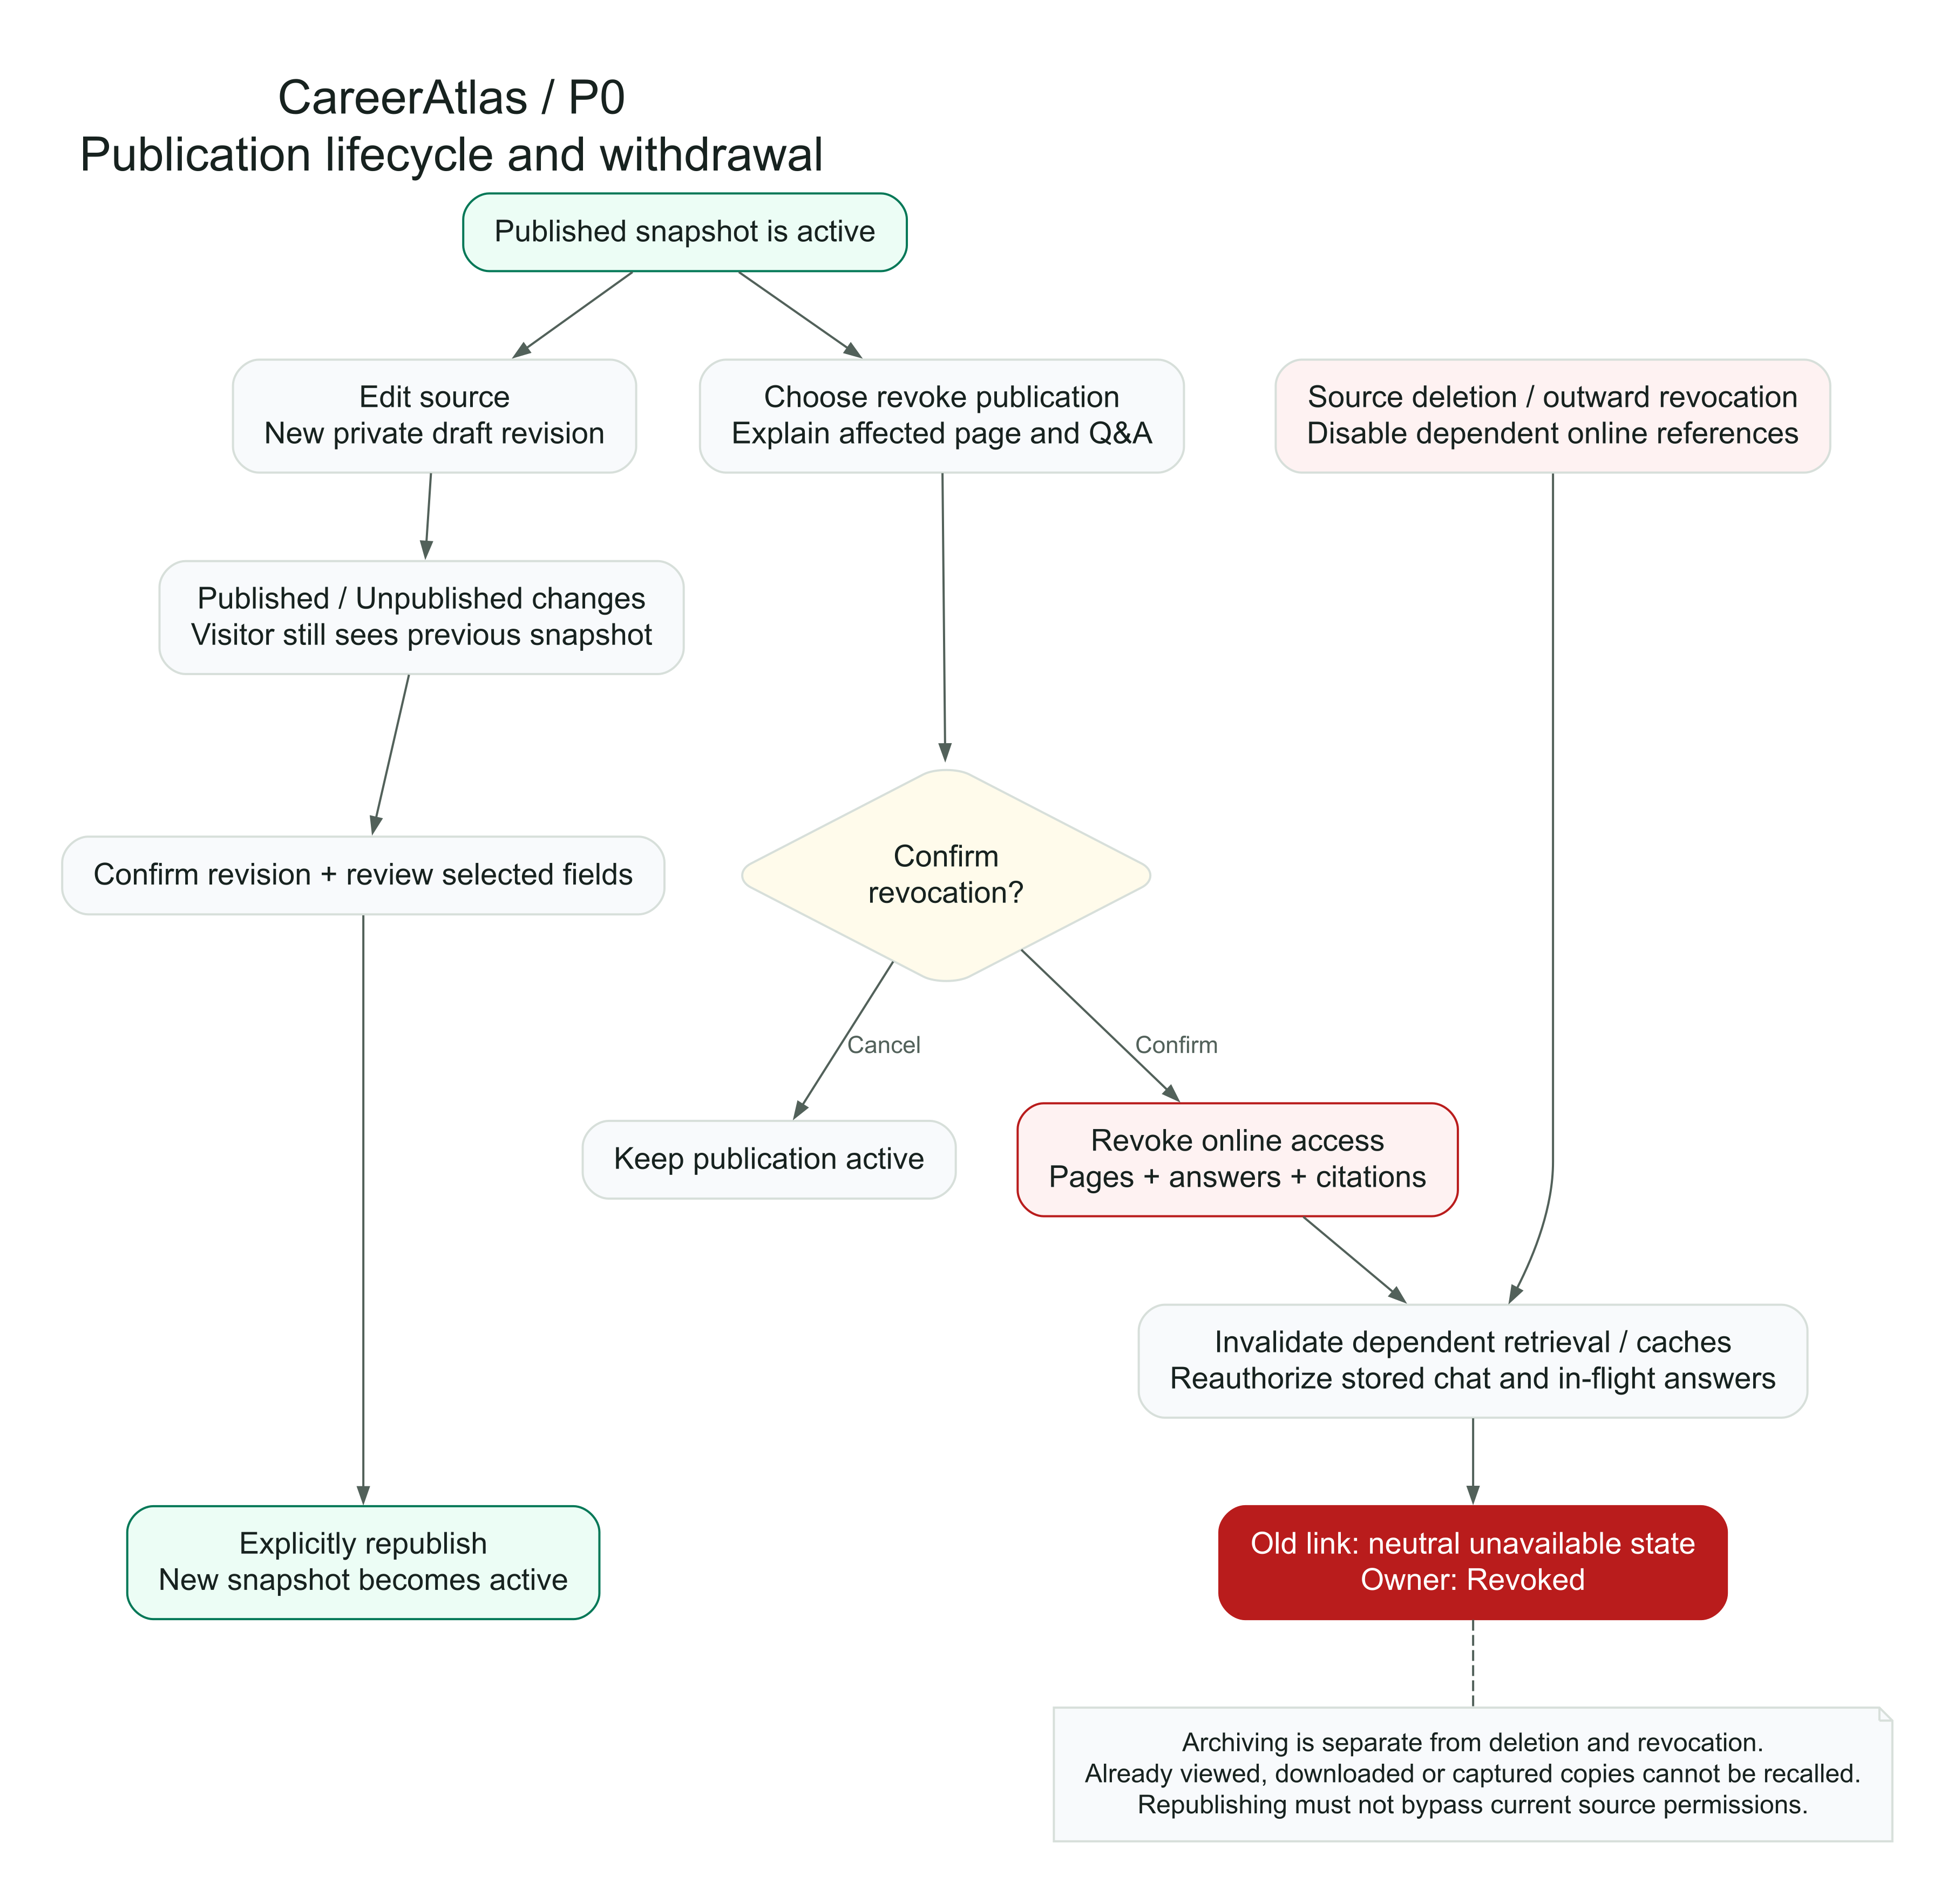 CareerAtlas / P0
Publication lifecycle and withdrawal
Published snapshot is active
Edit source
New private draft revision
Choose revoke publication
Explain affected page and Q&A
Source deletion / outward revocation
Disable dependent online references
Published / Unpublished changes
Visitor still sees previous snapshot
Confirm revision + review selected fields
Confirm
revocation?
Cancel
Confirm
Keep publication active
Revoke online access
Pages + answers + citations
Invalidate dependent retrieval / caches
Reauthorize stored chat and in-flight answers
Explicitly republish
New snapshot becomes active
Old link: neutral unavailable state
Owner: Revoked
Archiving is separate from deletion and revocation.
Already viewed, downloaded or captured copies cannot be recalled.
Republishing must not bypass current source permissions.